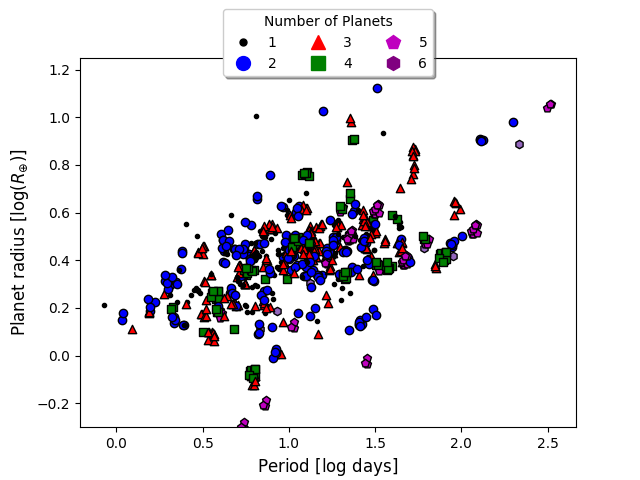 Number of Planets
1 3 5
2 4 6
1.2
1.0
0.8
0.6
0.4
0.2
0.0
−0.2
Planet radius [log(R⊕)]
0.0 0.5 1.0 1.5 2.0 2.5
Period [log days]